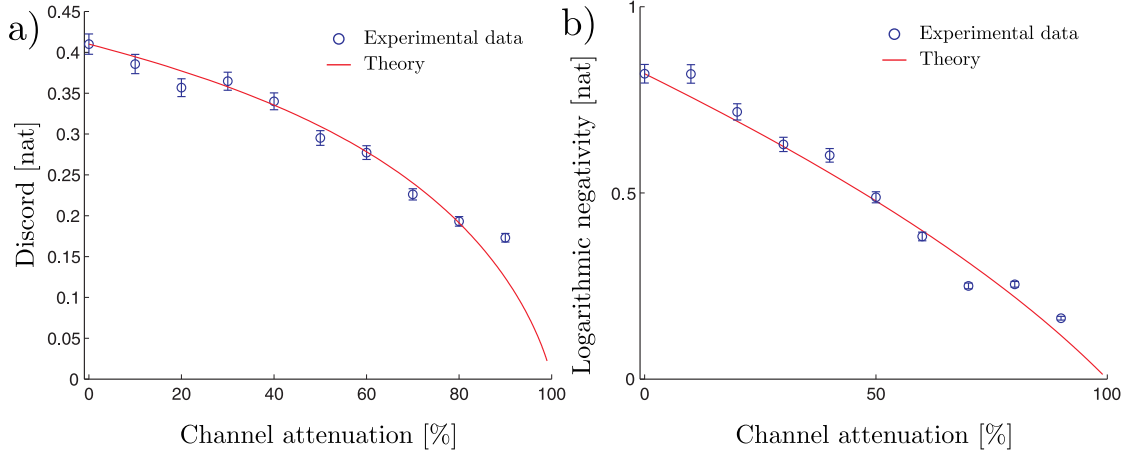 a)
Experimental data
Theory
Discord [nat]
0.45
0.4
0.35
0.3
0.25
0.2
0.15
0.1
0.05
0
0 20 40 60 80 100
Channel attenuation [%]
b)
Experimental data
Theory
Logarithmic negativity [nat]
1
0.5
0
0 50 100
Channel attenuation [%]